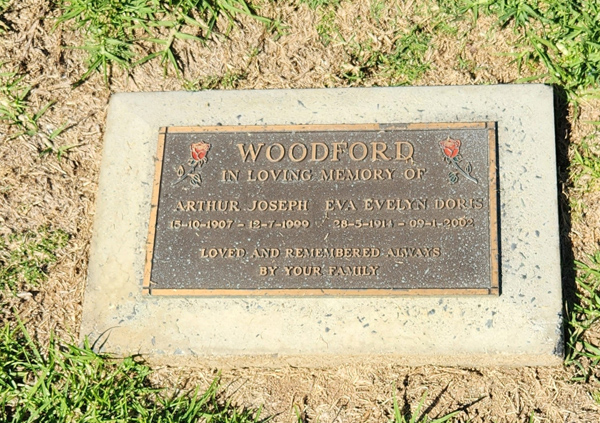 WOODFORD
IN LOVING MEMORY OF
ARTHUR JOSEPH EVA EVELYN DORIS
15-10-1907 - 12-7-1999 28-5-1914 - 09-1-2002
LOVED AND REMEMBERED ALWAYS
BY YOUR FAMILY